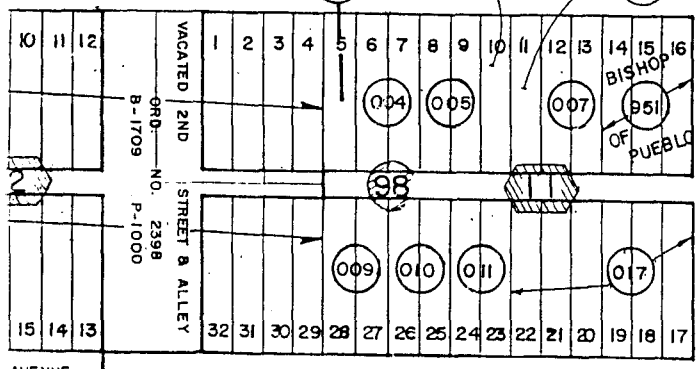 10 11 12 1 2 3 4 5 6 7 8 9 10 11 12 13 14 15 16
VACATED 2ND STREET & ALLEY
ORD. NO. 2398
B-1709 P-1000
004 005 007 951
BISHOP
OF PUEBLO
2 98 11
009 010 011 017
15 14 13 32 31 30 29 28 27 26 25 24 23 22 21 20 19 18 17
AVENUE